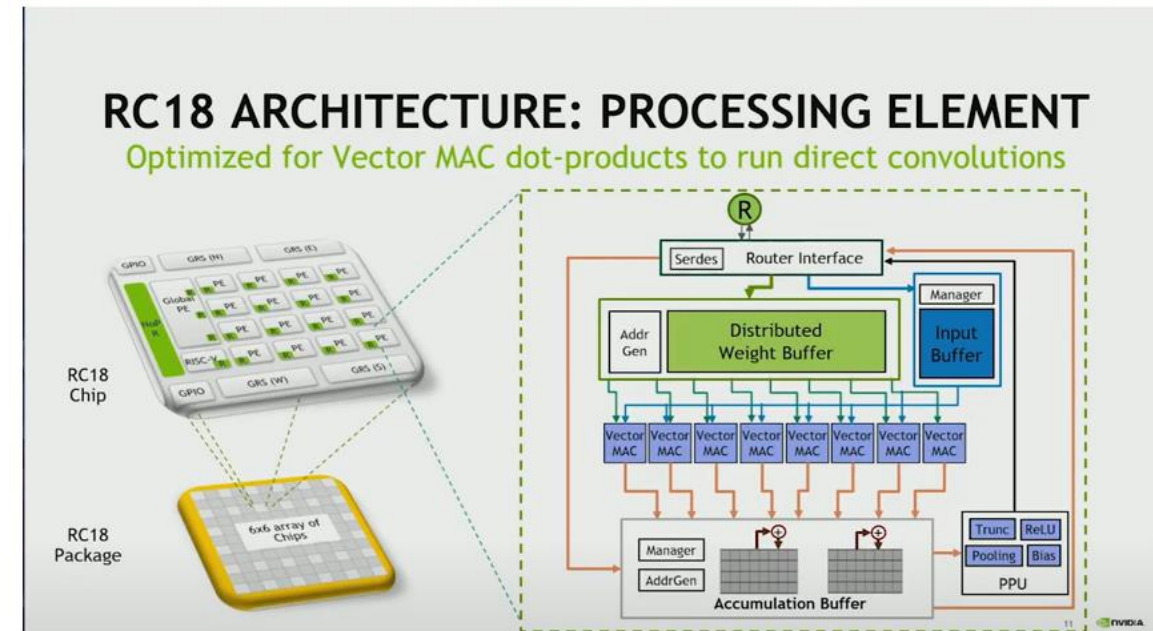 RC18 ARCHITECTURE: PROCESSING ELEMENT
Optimized for Vector MAC dot-products to run direct convolutions
GPIO
GRS (N)
GRS (E)
NoP
R
Global
PE
R PE R PE R PE R PE
R PE R PE R PE R PE
R PE R PE R PE R PE
RISC-V
R PE R PE R PE R PE
GPIO
GRS (W)
GRS (S)
RC18
Chip
6x6 array of
Chips
RC18
Package
R
Serdes
Router Interface
Addr
Gen
Distributed
Weight Buffer
Manager
Input
Buffer
Vector Vector Vector Vector Vector Vector Vector Vector
MAC MAC MAC MAC MAC MAC MAC MAC
Manager
AddrGen
Accumulation Buffer
Trunc
ReLU
Pooling
Bias
PPU
11
NVIDIA.